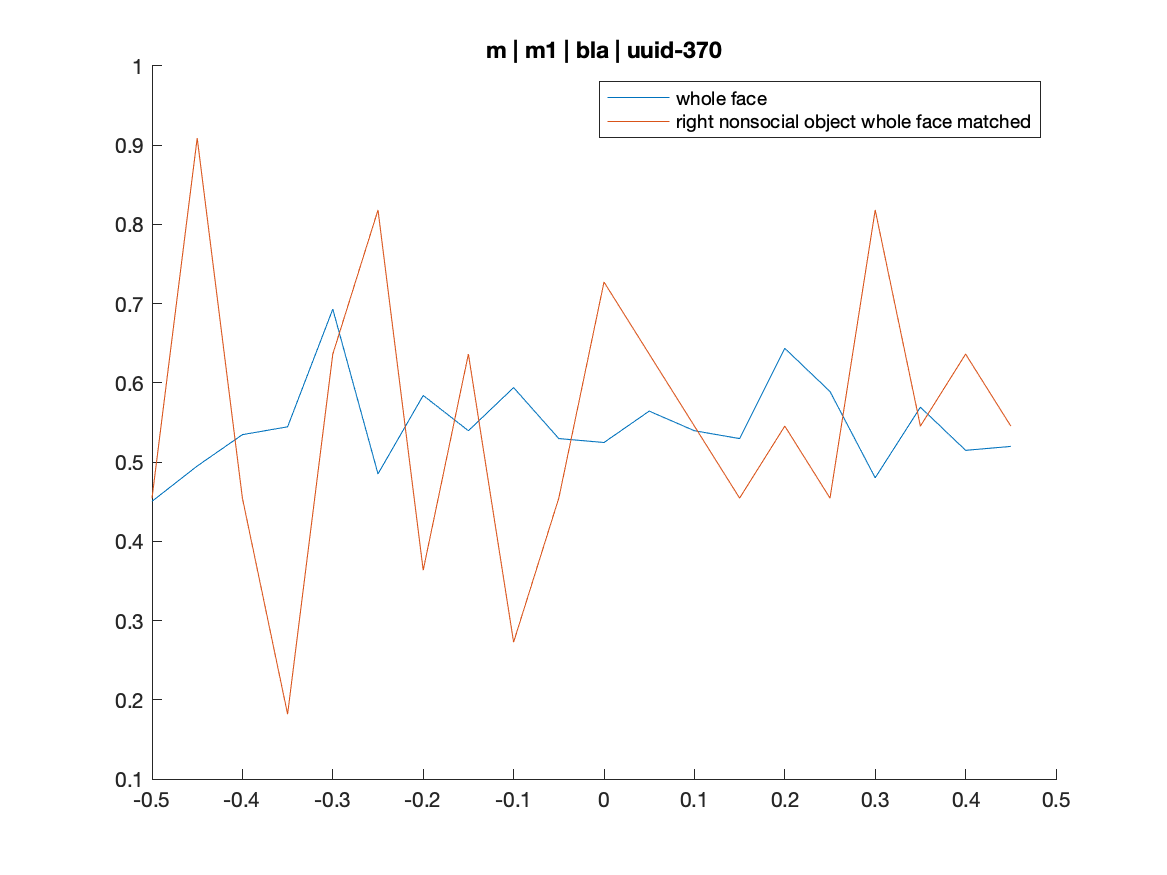 m | m1 | bla | uuid-370
whole face
right nonsocial object whole face matched
1
0.9
0.8
0.7
0.6
0.5
0.4
0.3
0.2
0.1
-0.5 -0.4 -0.3 -0.2 -0.1 0 0.1 0.2 0.3 0.4 0.5